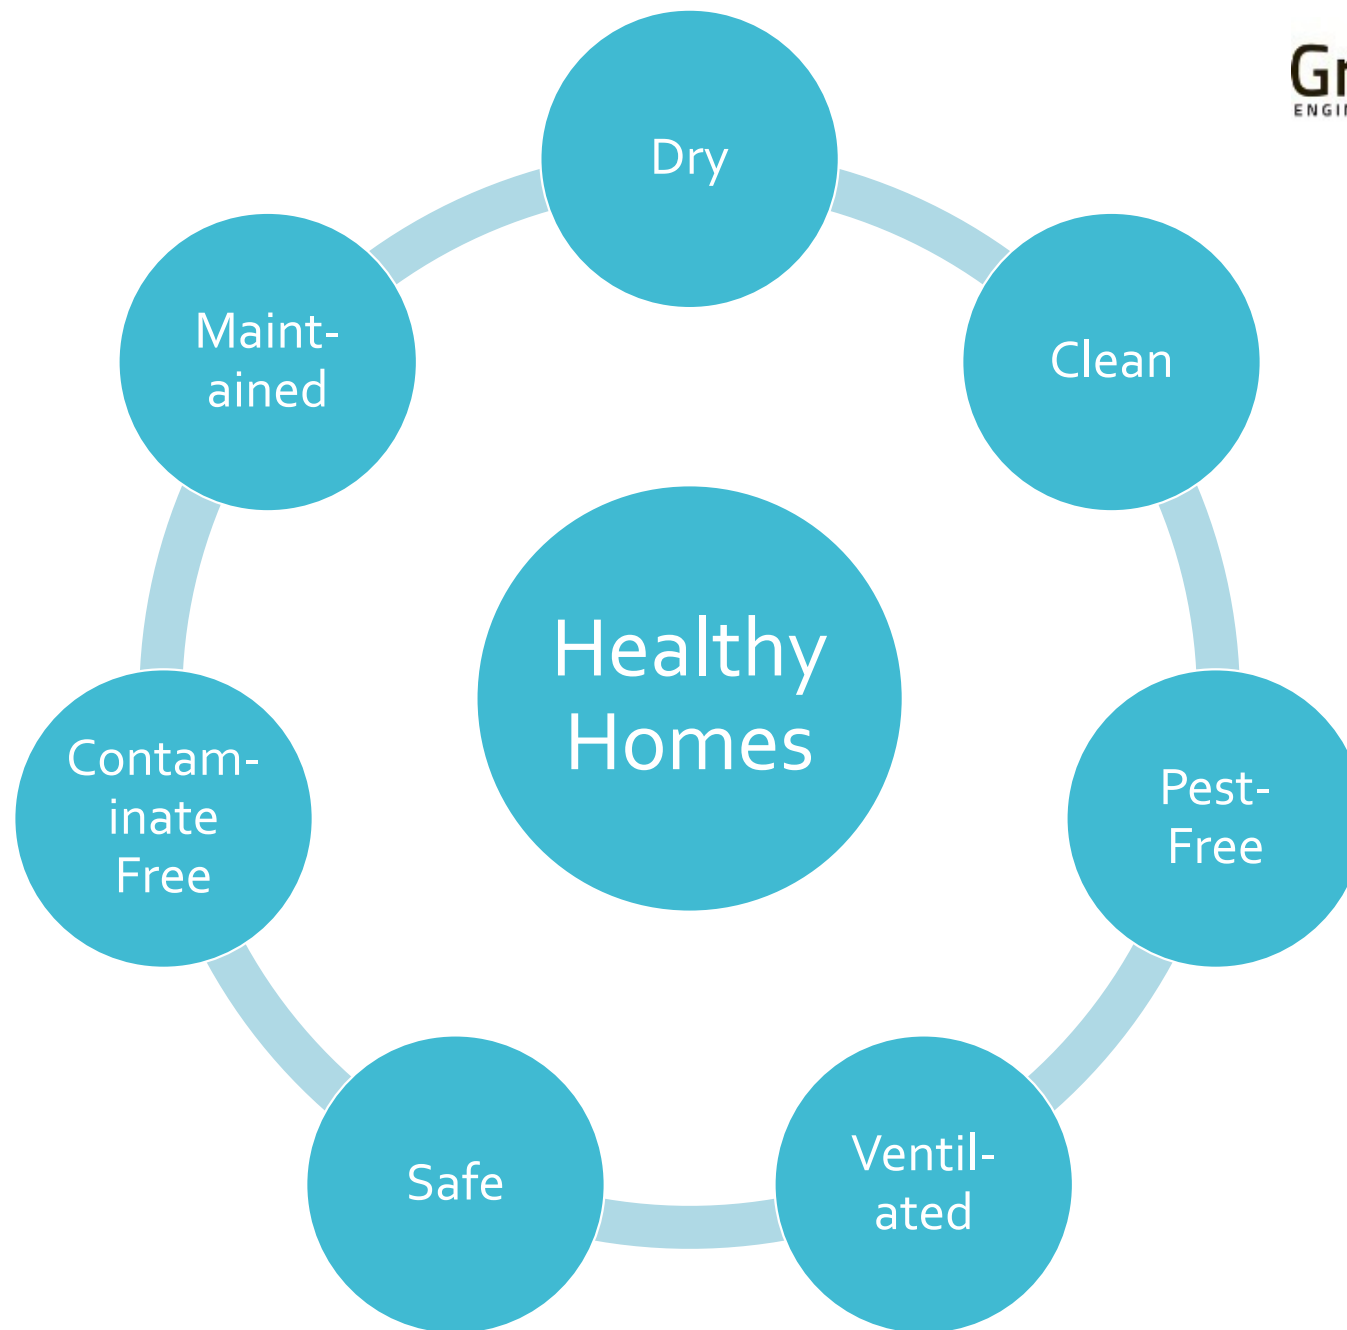 Dry
Clean
Pest-
Free
Ventil-
ated
Safe
Contam-
inate
Free
Maint-
ained
Healthy
Homes